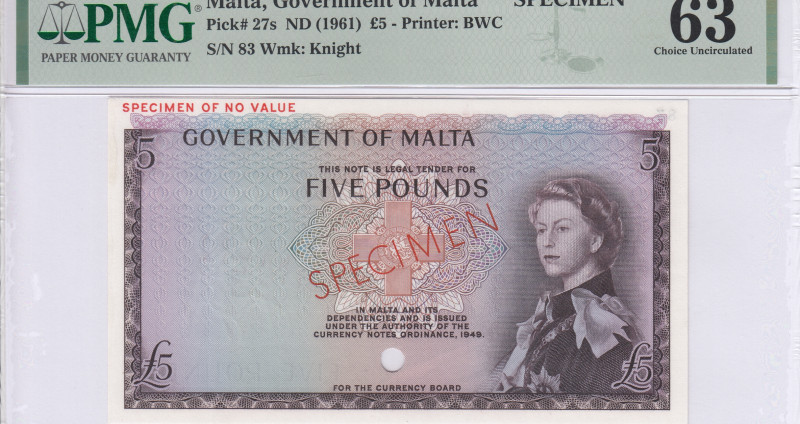 Malta, Government of Malta SPECIMEN
PMG®
Pick# 27s ND (1961) £5 - Printer: BWC
63
PAPER MONEY GUARANTY
S/N 83 Wmk: Knight
Choice Uncirculated
SPECIMEN OF NO VALUE
5
GOVERNMENT OF MALTA
5
THIS NOTE IS LEGAL TENDER FOR
FIVE POUNDS
SPECIMEN
IN MALTA AND ITS
DEPENDENCIES AND IS ISSUED
UNDER THE AUTHORITY OF THE
CURRENCY NOTES ORDINANCE, 1949.
£5
£5
FOR THE CURRENCY BOARD